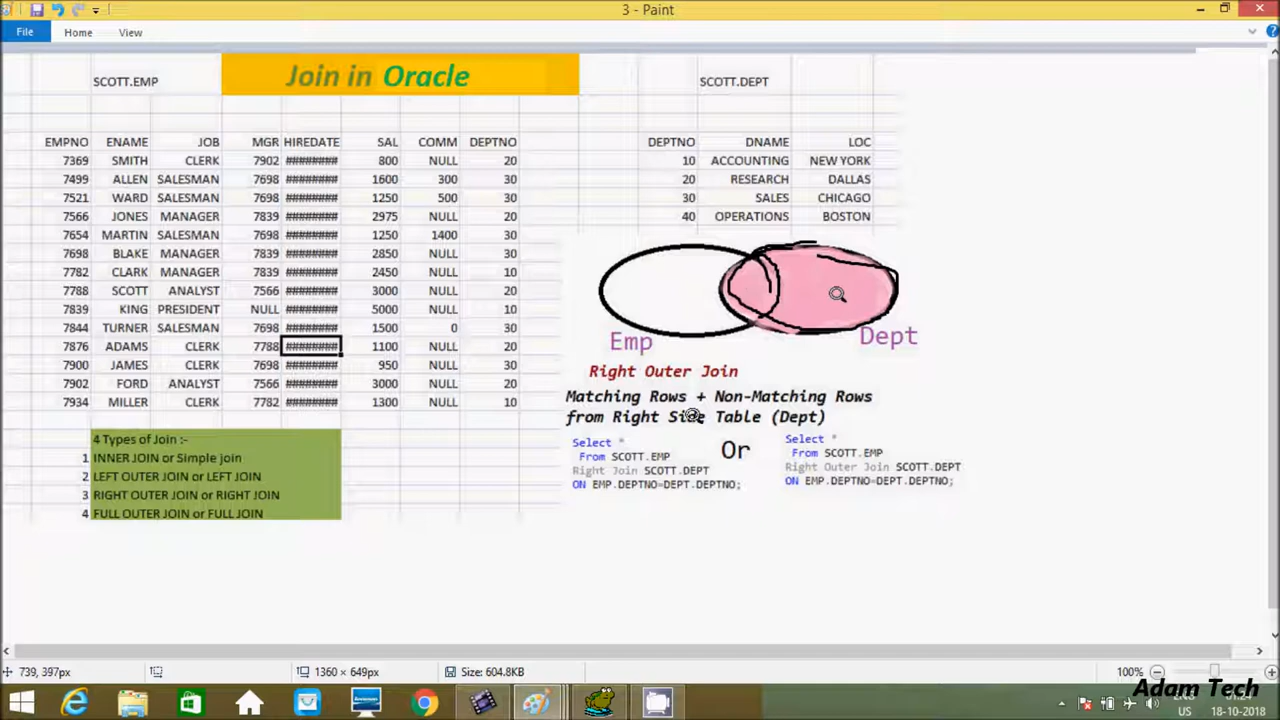 3 - Paint
File Home View
SCOTT.EMP
Join in Oracle
SCOTT.DEPT
EMPNO ENAME JOB MGR HIREDATE SAL COMM DEPTNO
7369 SMITH CLERK 7902 ######## 800 NULL 20
7499 ALLEN SALESMAN 7698 ######## 1600 300 30
7521 WARD SALESMAN 7698 ######## 1250 500 30
7566 JONES MANAGER 7839 ######## 2975 NULL 20
7654 MARTIN SALESMAN 7698 ######## 1250 1400 30
7698 BLAKE MANAGER 7839 ######## 2850 NULL 30
7782 CLARK MANAGER 7839 ######## 2450 NULL 10
7788 SCOTT ANALYST 7566 ######## 3000 NULL 20
7839 KING PRESIDENT NULL ######## 5000 NULL 10
7844 TURNER SALESMAN 7698 ######## 1500 0 30
7876 ADAMS CLERK 7788 ######## 1100 NULL 20
7900 JAMES CLERK 7698 ######## 950 NULL 30
7902 FORD ANALYST 7566 ######## 3000 NULL 20
7934 MILLER CLERK 7782 ######## 1300 NULL 10
DEPTNO DNAME LOC
10 ACCOUNTING NEW YORK
20 RESEARCH DALLAS
30 SALES CHICAGO
40 OPERATIONS BOSTON
Emp
Dept
Right Outer Join
Matching Rows + Non-Matching Rows
from Right Side Table (Dept)
Select *
From SCOTT.EMP
Right Join SCOTT.DEPT
ON EMP.DEPTNO=DEPT.DEPTNO;
Or
Select *
From SCOTT.EMP
Right Outer Join SCOTT.DEPT
ON EMP.DEPTNO=DEPT.DEPTNO;
4 Types of Join :-
1 INNER JOIN or Simple join
2 LEFT OUTER JOIN or LEFT JOIN
3 RIGHT OUTER JOIN or RIGHT JOIN
4 FULL OUTER JOIN or FULL JOIN
739, 397px
1360 × 649px
Size: 604.8KB
100%
Adam Tech
US 18-10-2018